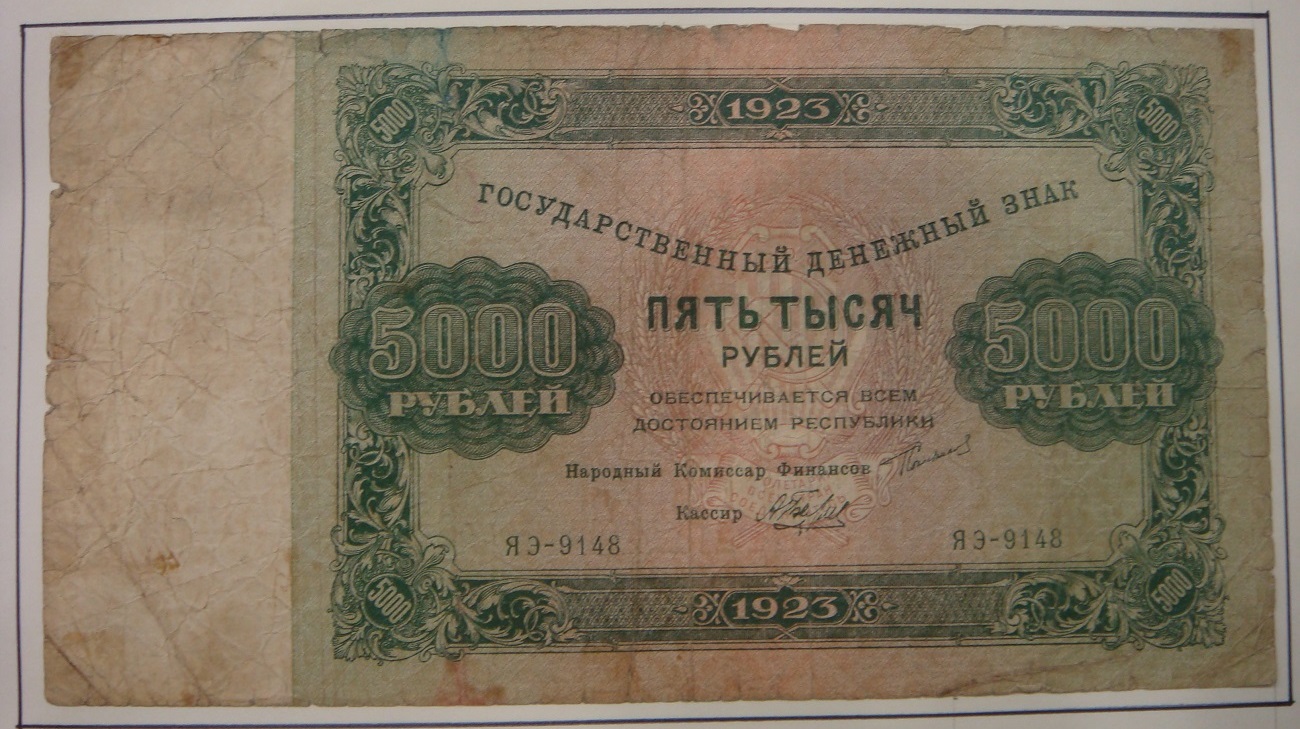 1923
5000 5000
ГОСУДАРСТВЕННЫЙ ДЕНЕЖНЫЙ ЗНАК
ПЯТЬ ТЫСЯЧ
РУБЛЕЙ
5000
РУБЛЕЙ
5000
РУБЛЕЙ
ОБЕСПЕЧИВАЕТСЯ ВСЕМ
ДОСТОЯНИЕМ РЕСПУБЛИКИ
Народный Комиссар Финансов
Кассир
ЯЭ-9148 ЯЭ-9148
5000 5000
1923